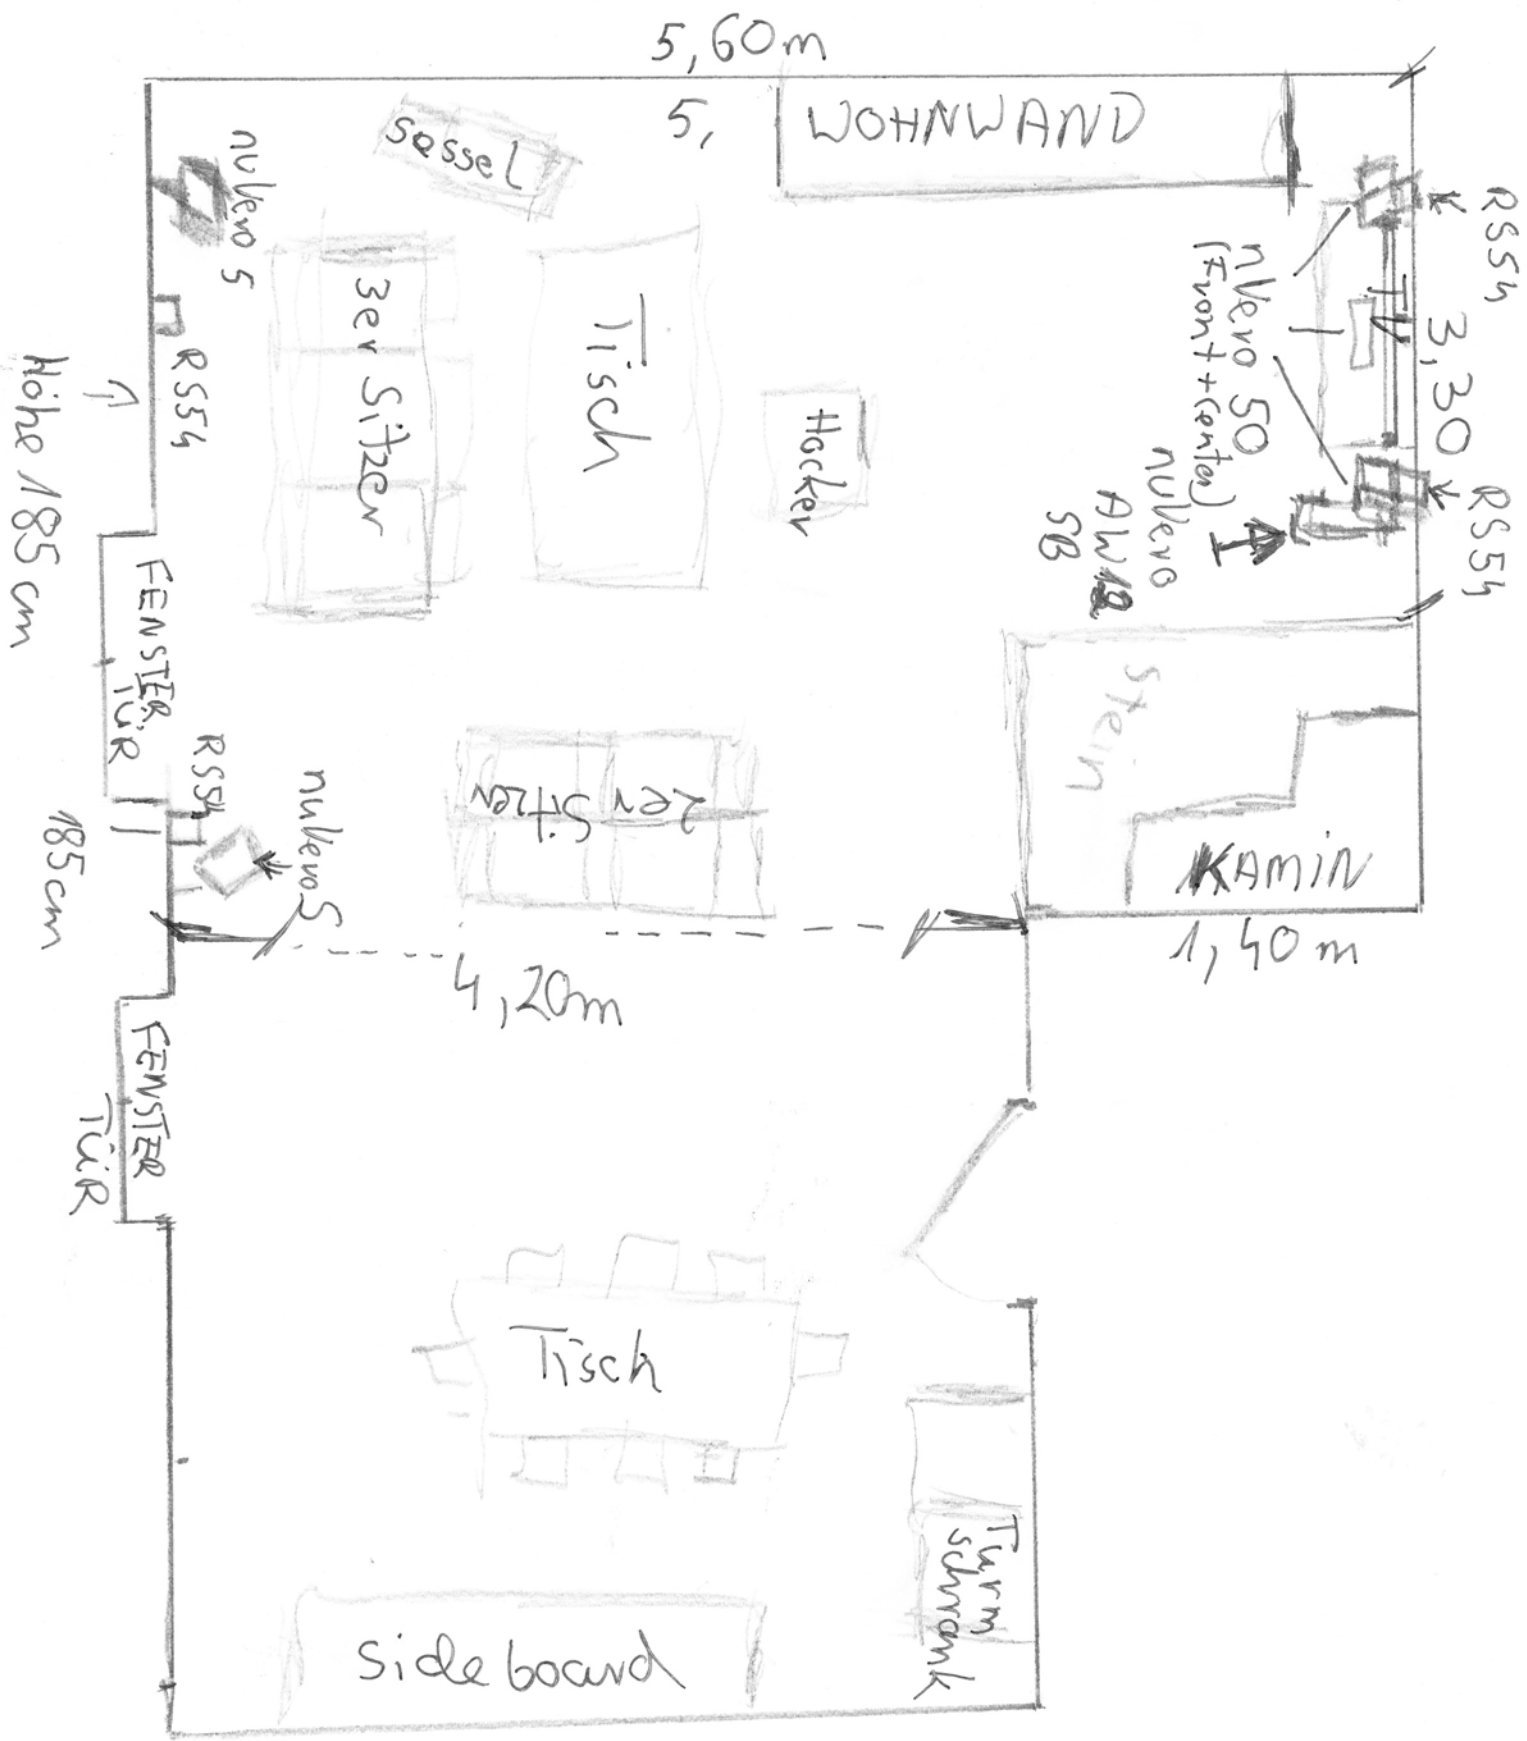 5,60m
5,
WOHNWAND
Sessel
nuVero 5
RS54
Höhe 185 cm
3er Sitzer
Tisch
Hocker
nuVero 50
(Front+Center)
TV
RS54
3,30
RS54
nuVero
AW12
SB
FENSTER
TÜR
RS54
nuVero 5
185cm
2er
Sitzer
Stein
KAMIN
1,40m
4,20m
FENSTER
TÜR
Tisch
Turm
schrank
Sideboard